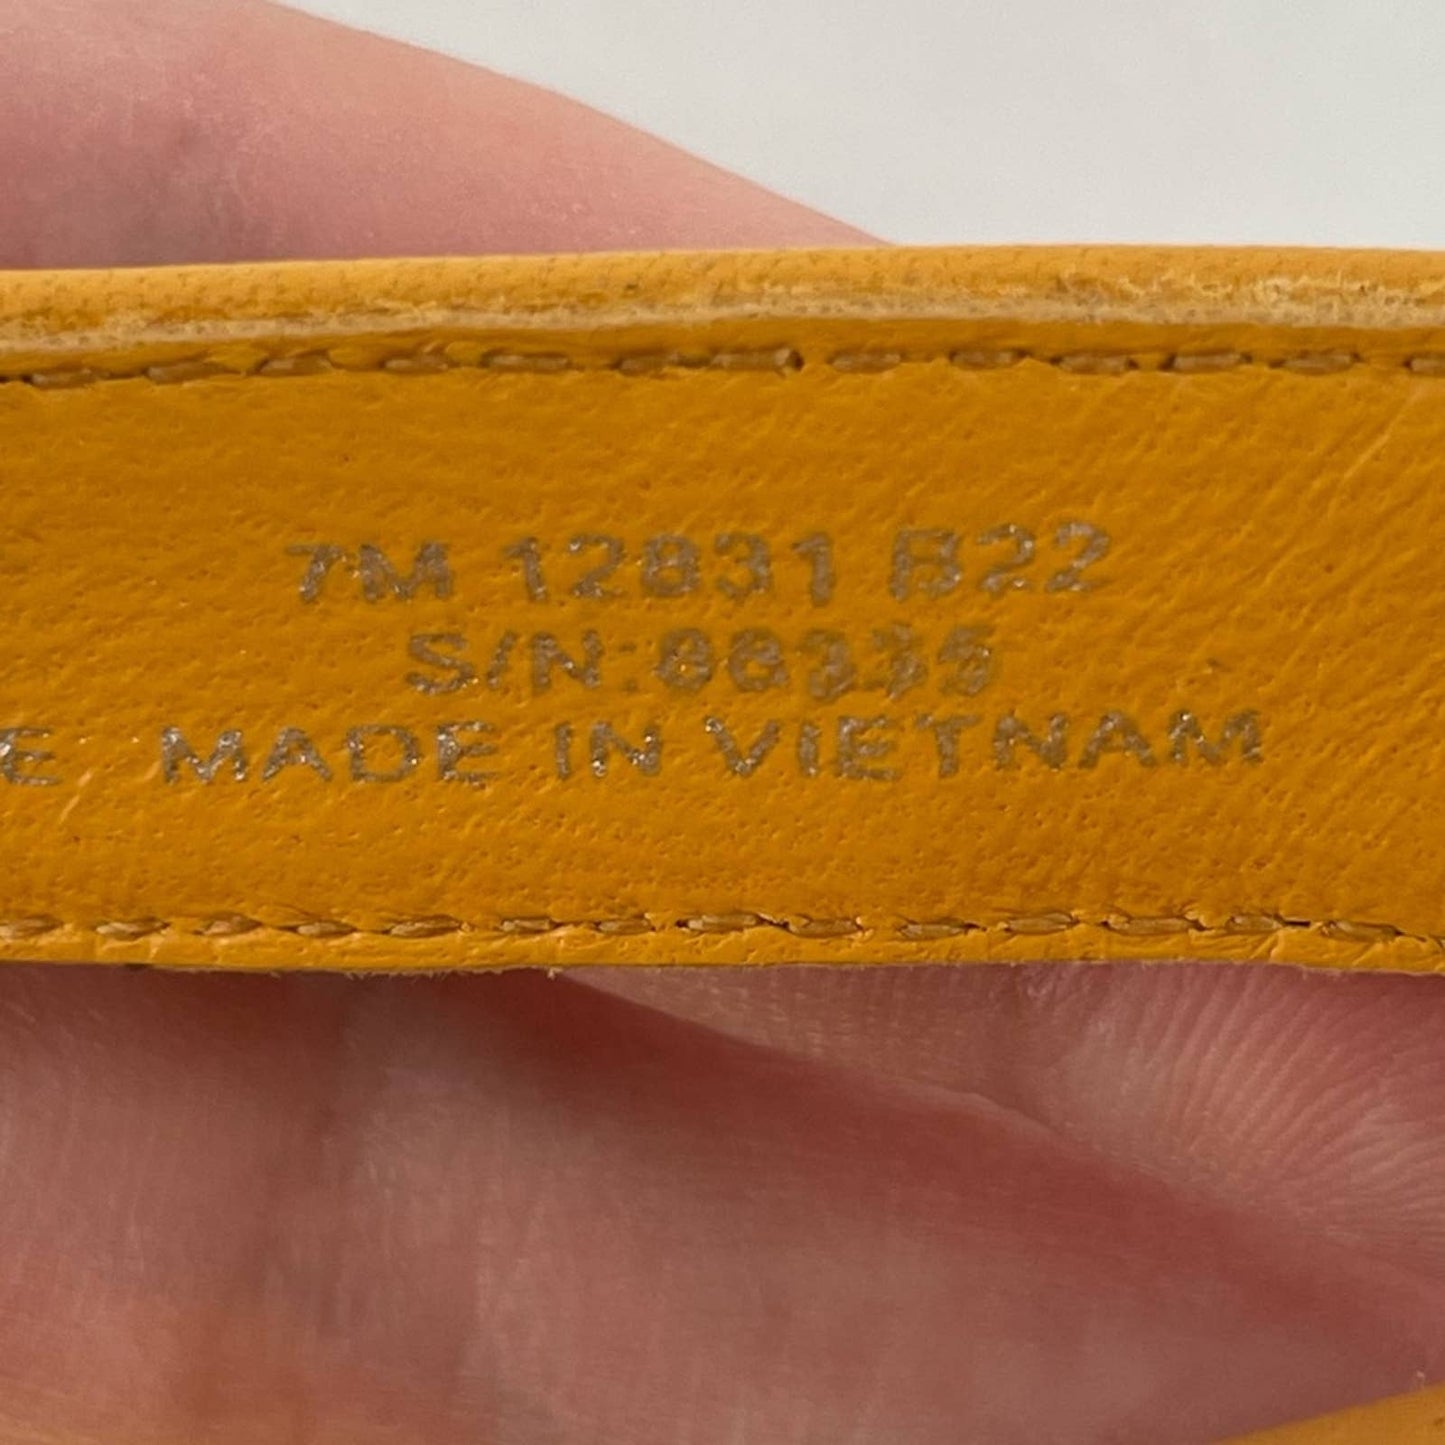 7M 12831 B22
S/N:
E MADE IN VIETNAM